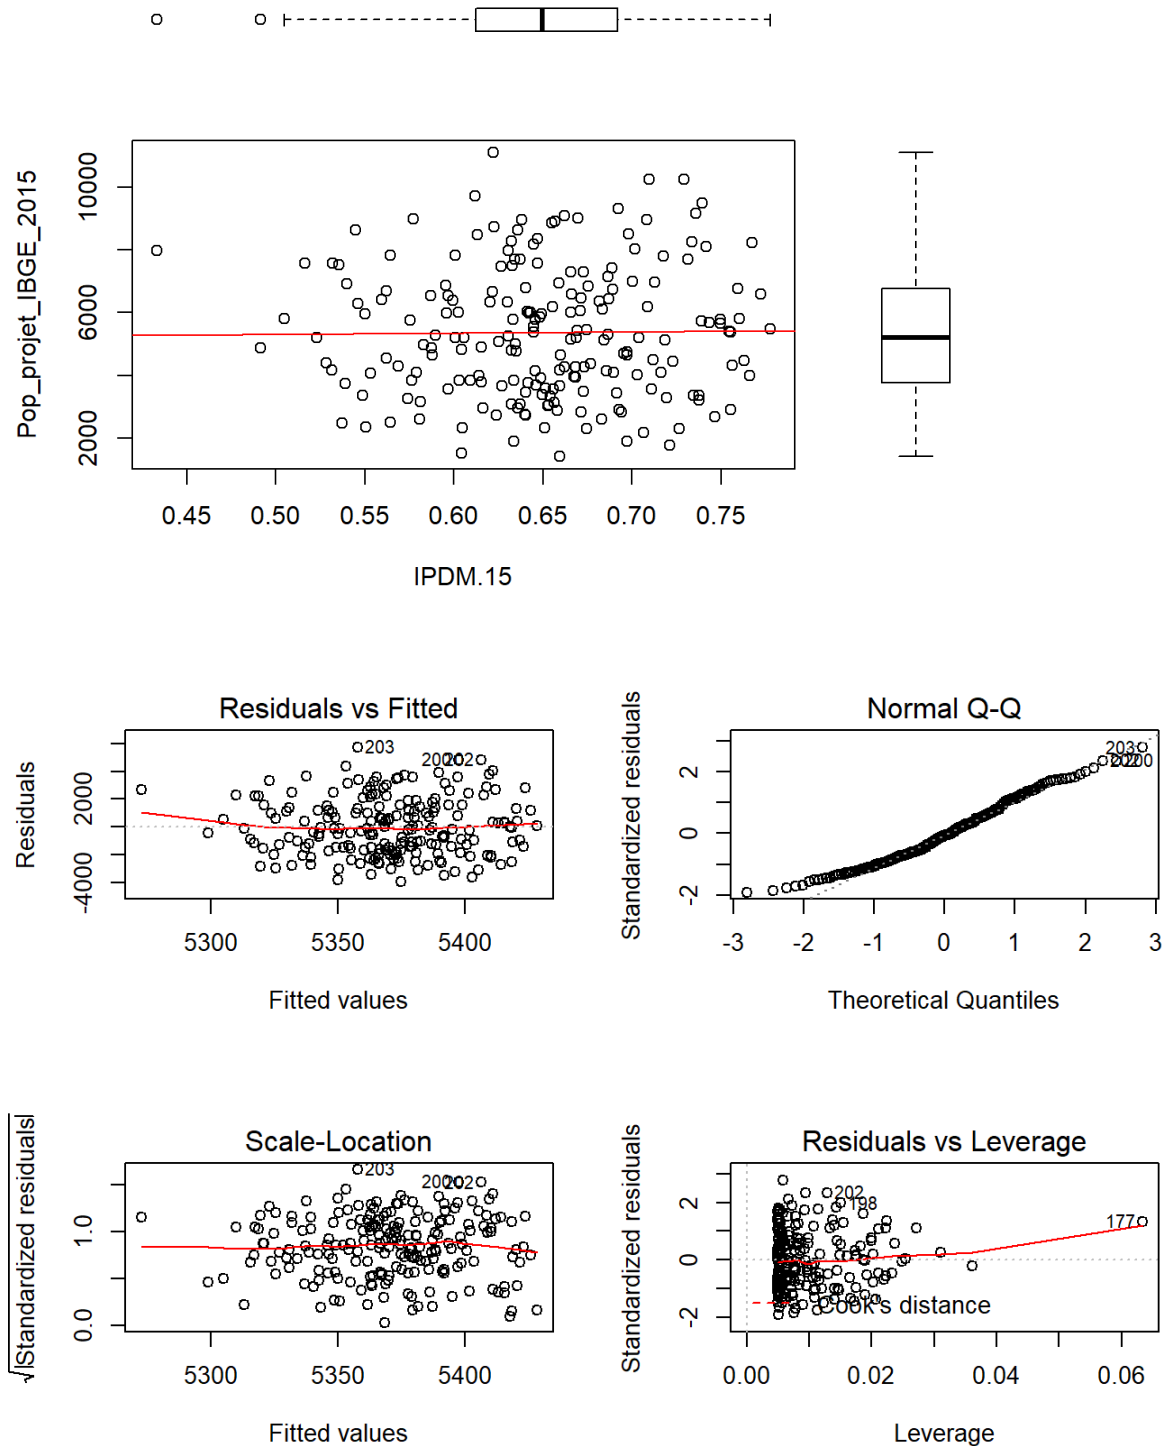 Pop_projet_IBGE_2015
10000
6000
2000
0.45 0.50 0.55 0.60 0.65 0.70 0.75
IPDM.15
Residuals vs Fitted
Residuals
2000
-4000
203
202
5300 5350 5400
Fitted values
Normal Q-Q
Standardized residuals
2
0
-2
203
-3 -2 -1 0 1 2 3
Theoretical Quantiles
Scale-Location
√|Standardized residuals|
1.0
0.0
203
202
5300 5350 5400
Fitted values
Residuals vs Leverage
Standardized residuals
2
0
-2
202
198
177
Cook's distance
0.00 0.02 0.04 0.06
Leverage